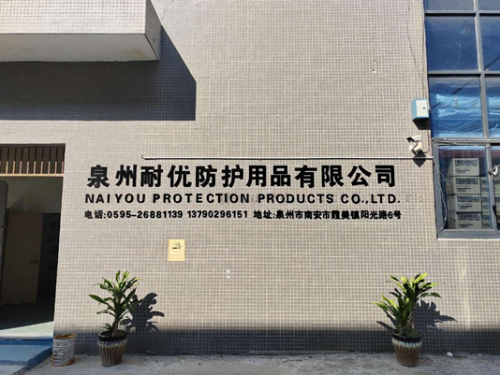 泉州耐优防护用品有限公司
NAIYOU PROTECTION PRODUCTS CO.,LTD.
电话:0595-26881139 13790296151 地址:泉州市南安市霞美镇阳光路6号